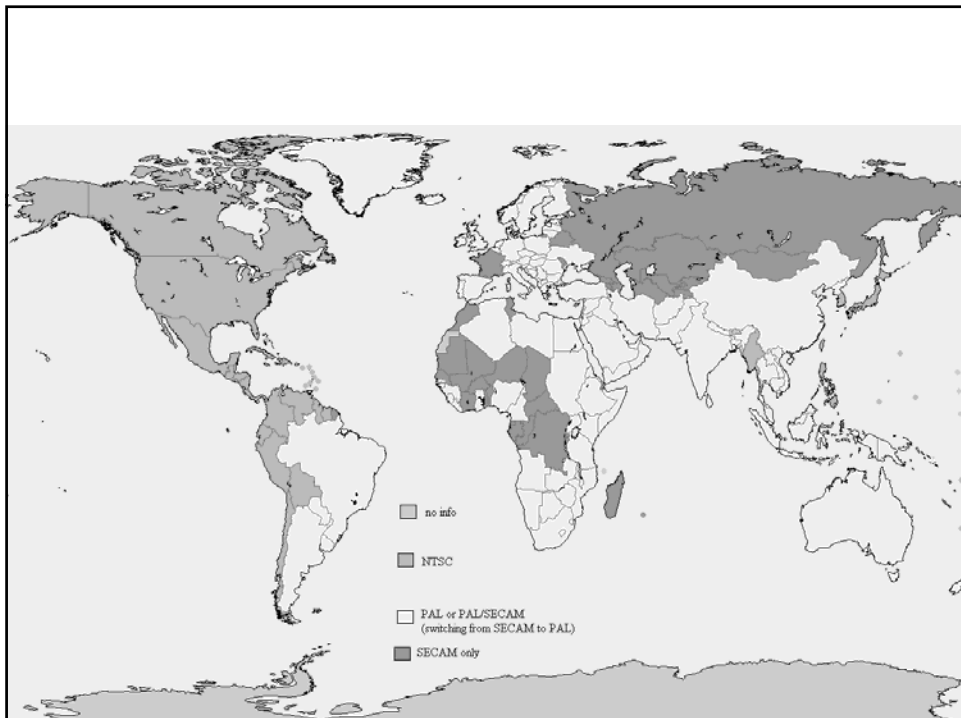 no info
NTSC
PAL or PAL/SECAM
(switching from SECAM to PAL)
SECAM only